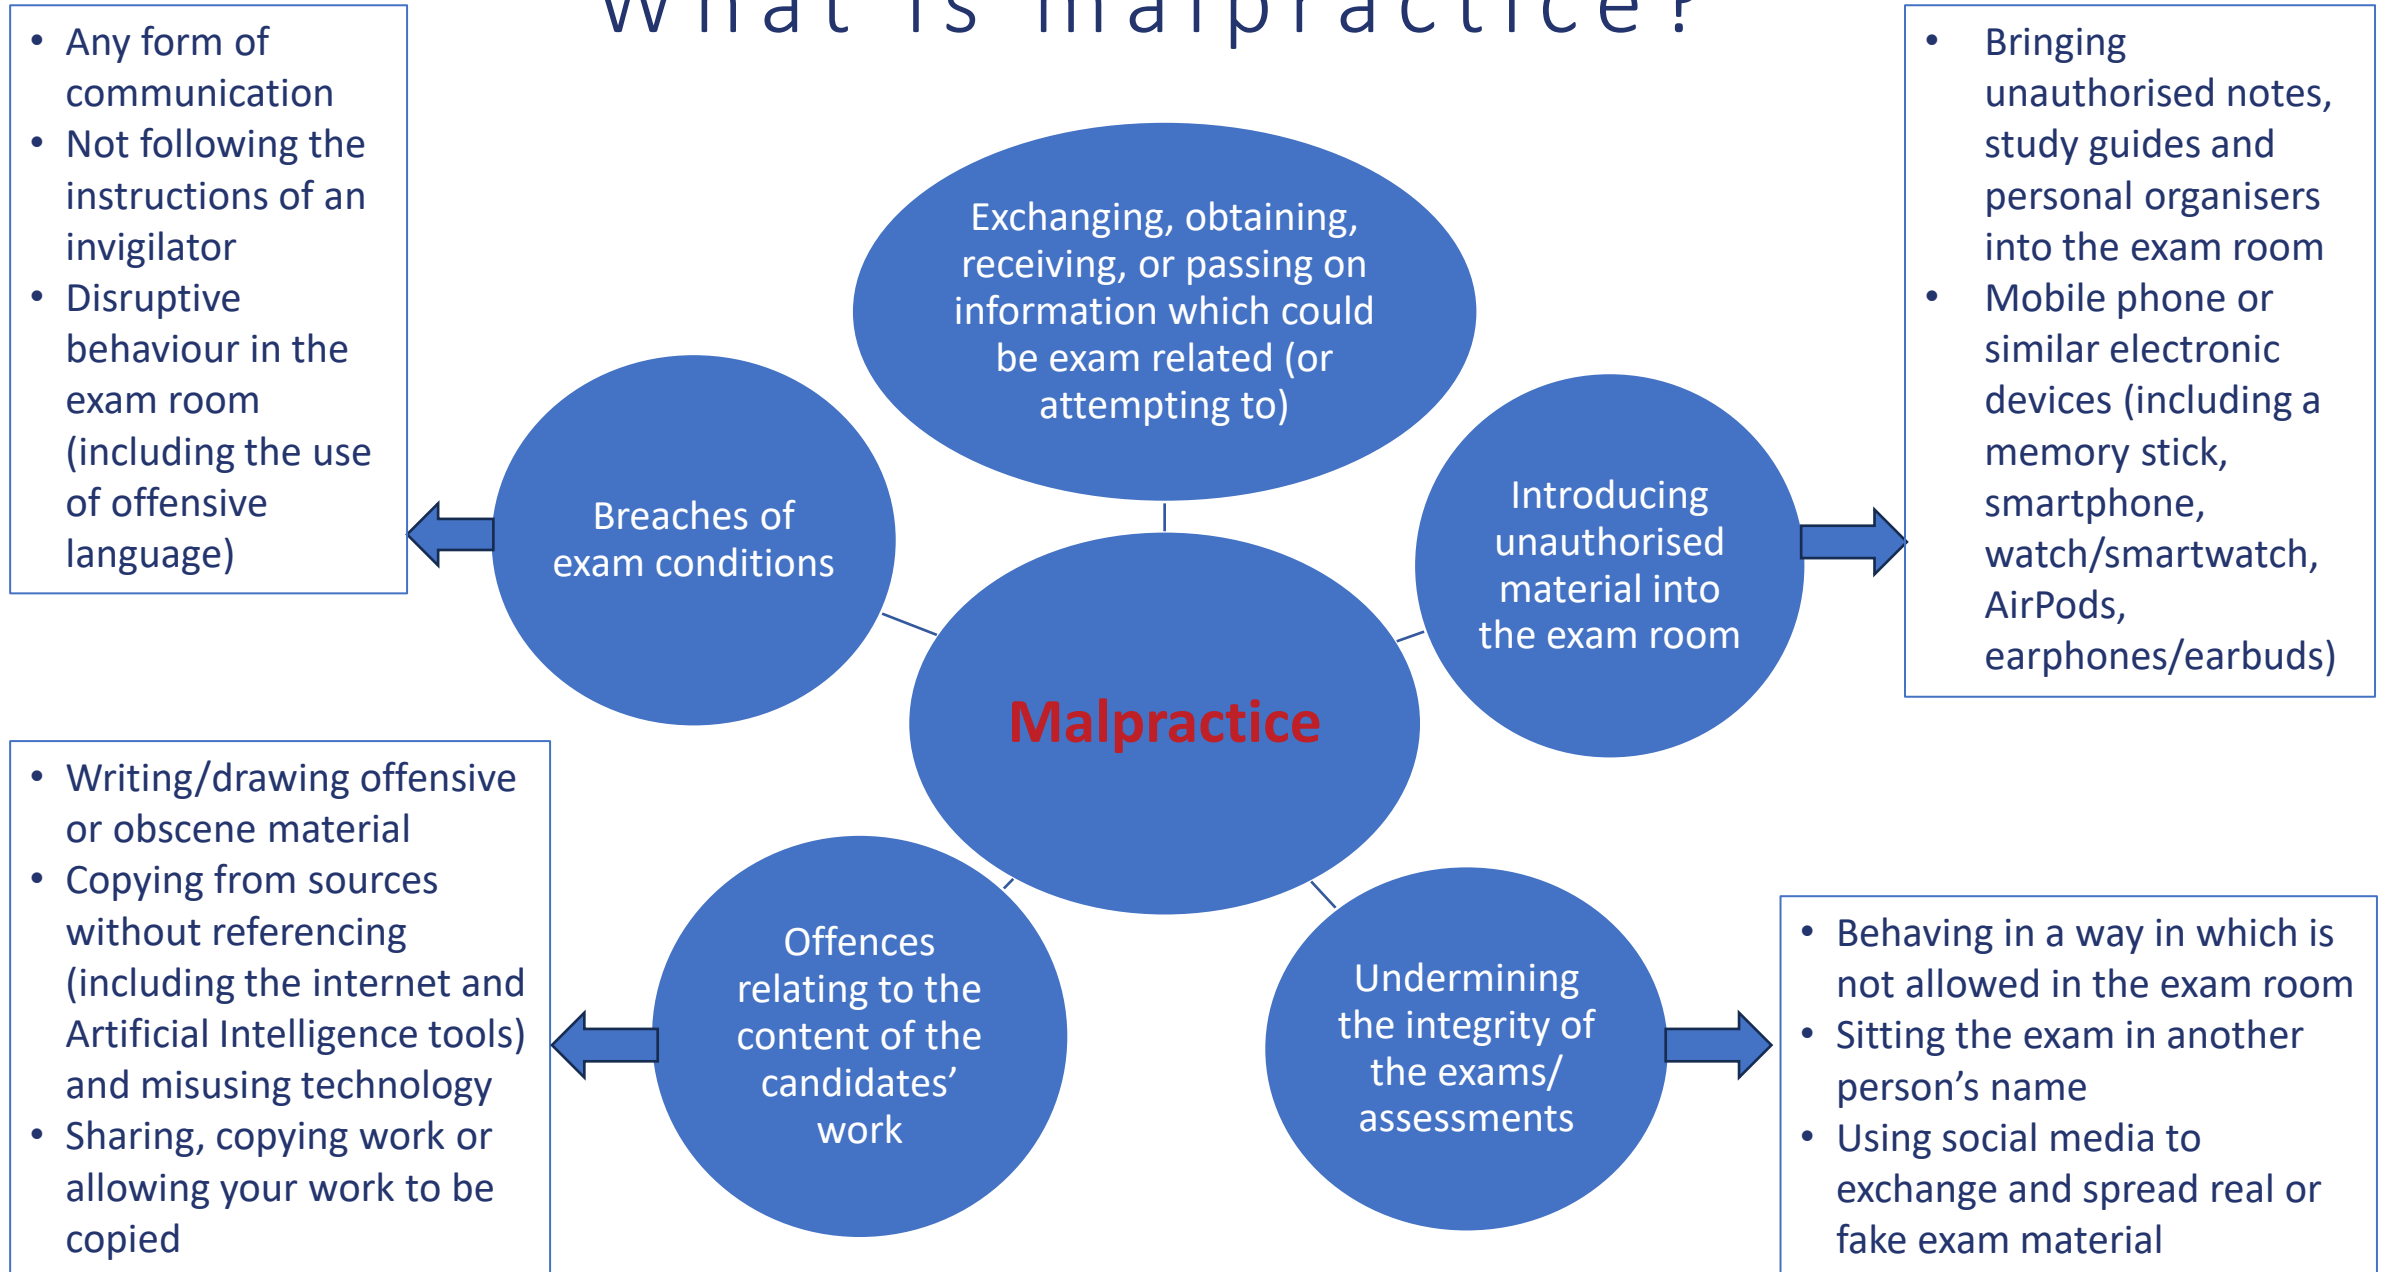 What is malpractice?
• Any form of
communication
• Not following the
instructions of an
invigilator
• Disruptive
behaviour in the
exam room
(including the use
of offensive
language)
Breaches of
exam conditions
Exchanging, obtaining,
receiving, or passing on
information which could
be exam related (or
attempting to)
Introducing
unauthorised
material into
the exam room
• Bringing
unauthorised notes,
study guides and
personal organisers
into the exam room
• Mobile phone or
similar electronic
devices (including a
memory stick,
smartphone,
watch/smartwatch,
AirPods,
earphones/earbuds)
Malpractice
• Writing/drawing offensive
or obscene material
• Copying from sources
without referencing
(including the internet and
Artificial Intelligence tools)
and misusing technology
• Sharing, copying work or
allowing your work to be
copied
Offences
relating to the
content of the
candidates’
work
Undermining
the integrity of
the exams/
assessments
• Behaving in a way in which is
not allowed in the exam room
• Sitting the exam in another
person’s name
• Using social media to
exchange and spread real or
fake exam material